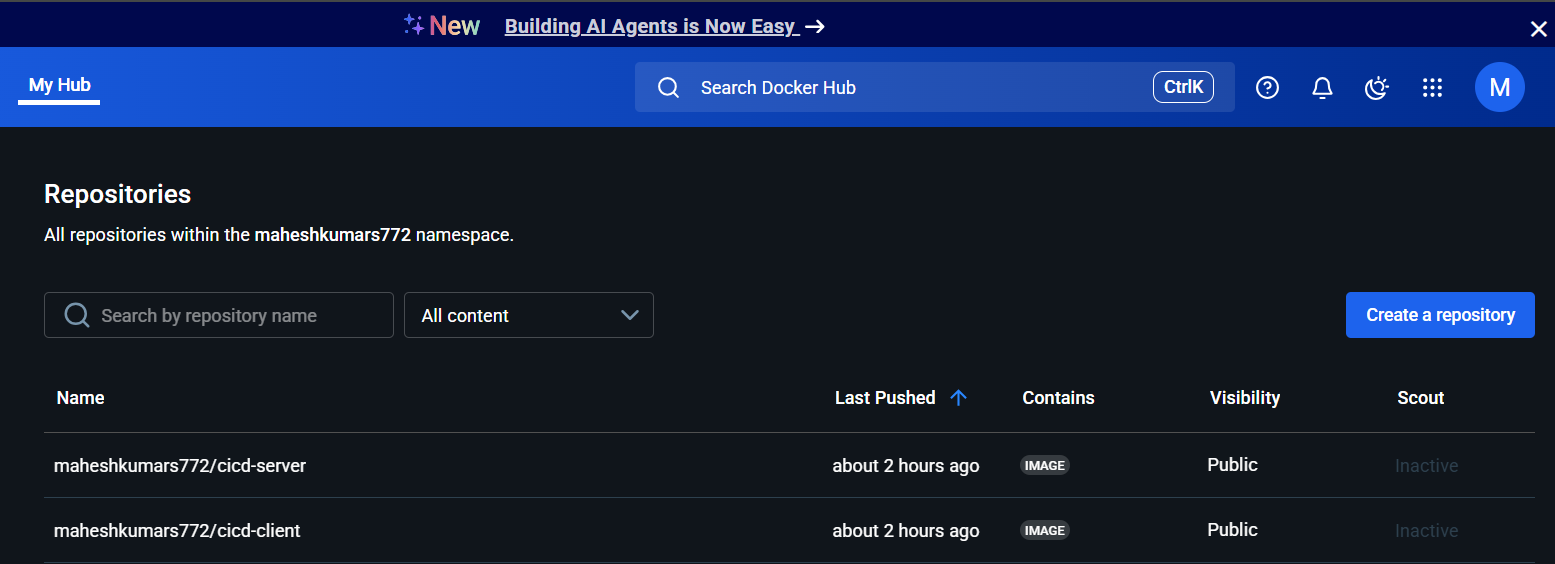 New Building AI Agents is Now Easy →
My Hub Search Docker Hub CtrlK M
Repositories
All repositories within the maheshkumars772 namespace.
Search by repository name All content Create a repository
Name Last Pushed Contains Visibility Scout
maheshkumars772/cicd-server about 2 hours ago IMAGE Public Inactive
maheshkumars772/cicd-client about 2 hours ago IMAGE Public Inactive